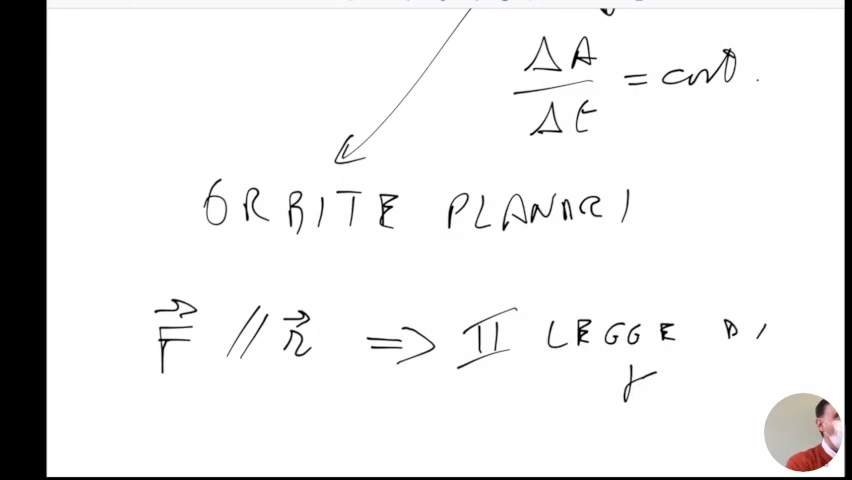 ΔA
—— = cost.
Δt
ORBITE PLANARI
F⃗ // r⃗ ⇒ II LEGGE DI